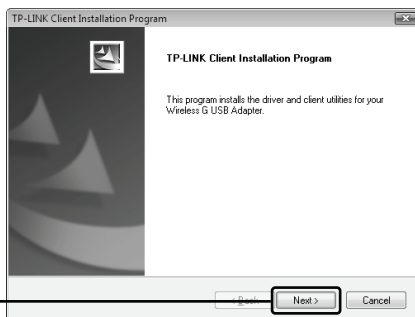 TP-LINK Client Installation Program
TP-LINK Client Installation Program
This program installs the driver and client utilities for your
Wireless G USB Adapter.
< Back
Next >
Cancel